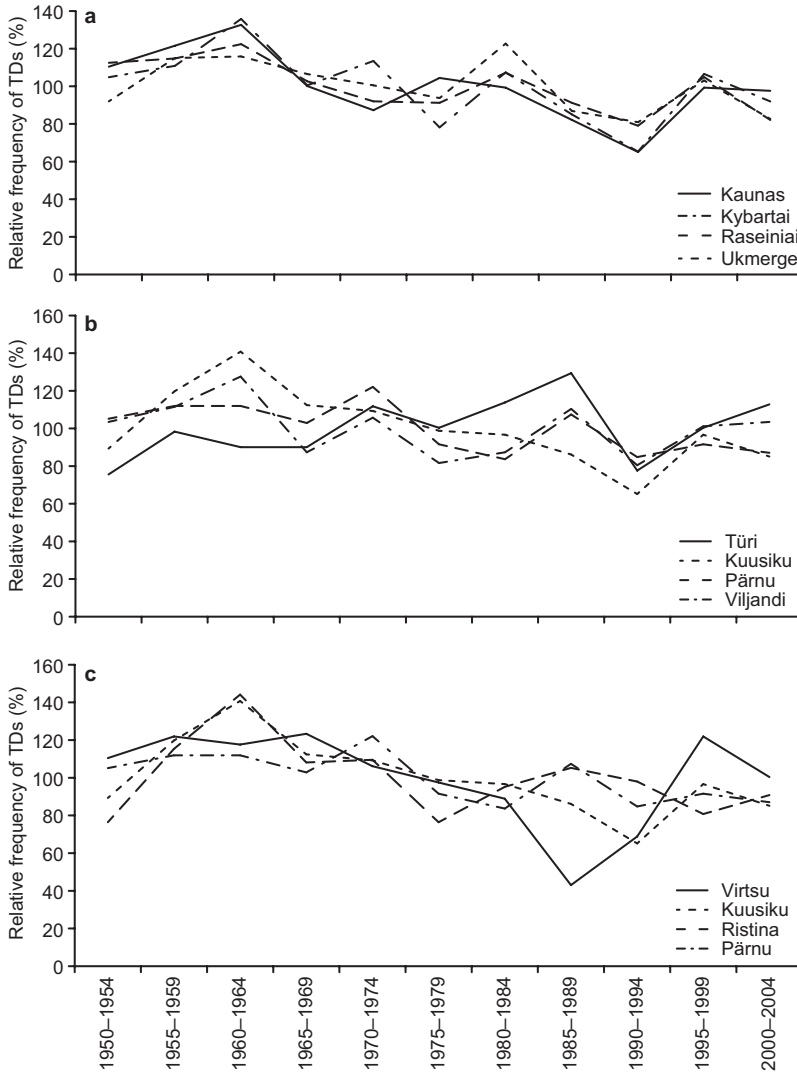 a
Relative frequency of TDs (%)
140
120
100
80
60
40
20
0
Kaunas
Kybartai
Raseiniai
Ukmerge
b
Relative frequency of TDs (%)
160
140
120
100
80
60
40
20
0
Türi
Kuusiku
Pärnu
Viljandi
c
Relative frequency of TDs (%)
160
140
120
100
80
60
40
20
0
Virtsu
Kuusiku
Ristina
Pärnu
1950–1954
1955–1959
1960–1964
1965–1969
1970–1974
1975–1979
1980–1984
1985–1989
1990–1994
1995–1999
2000–2004